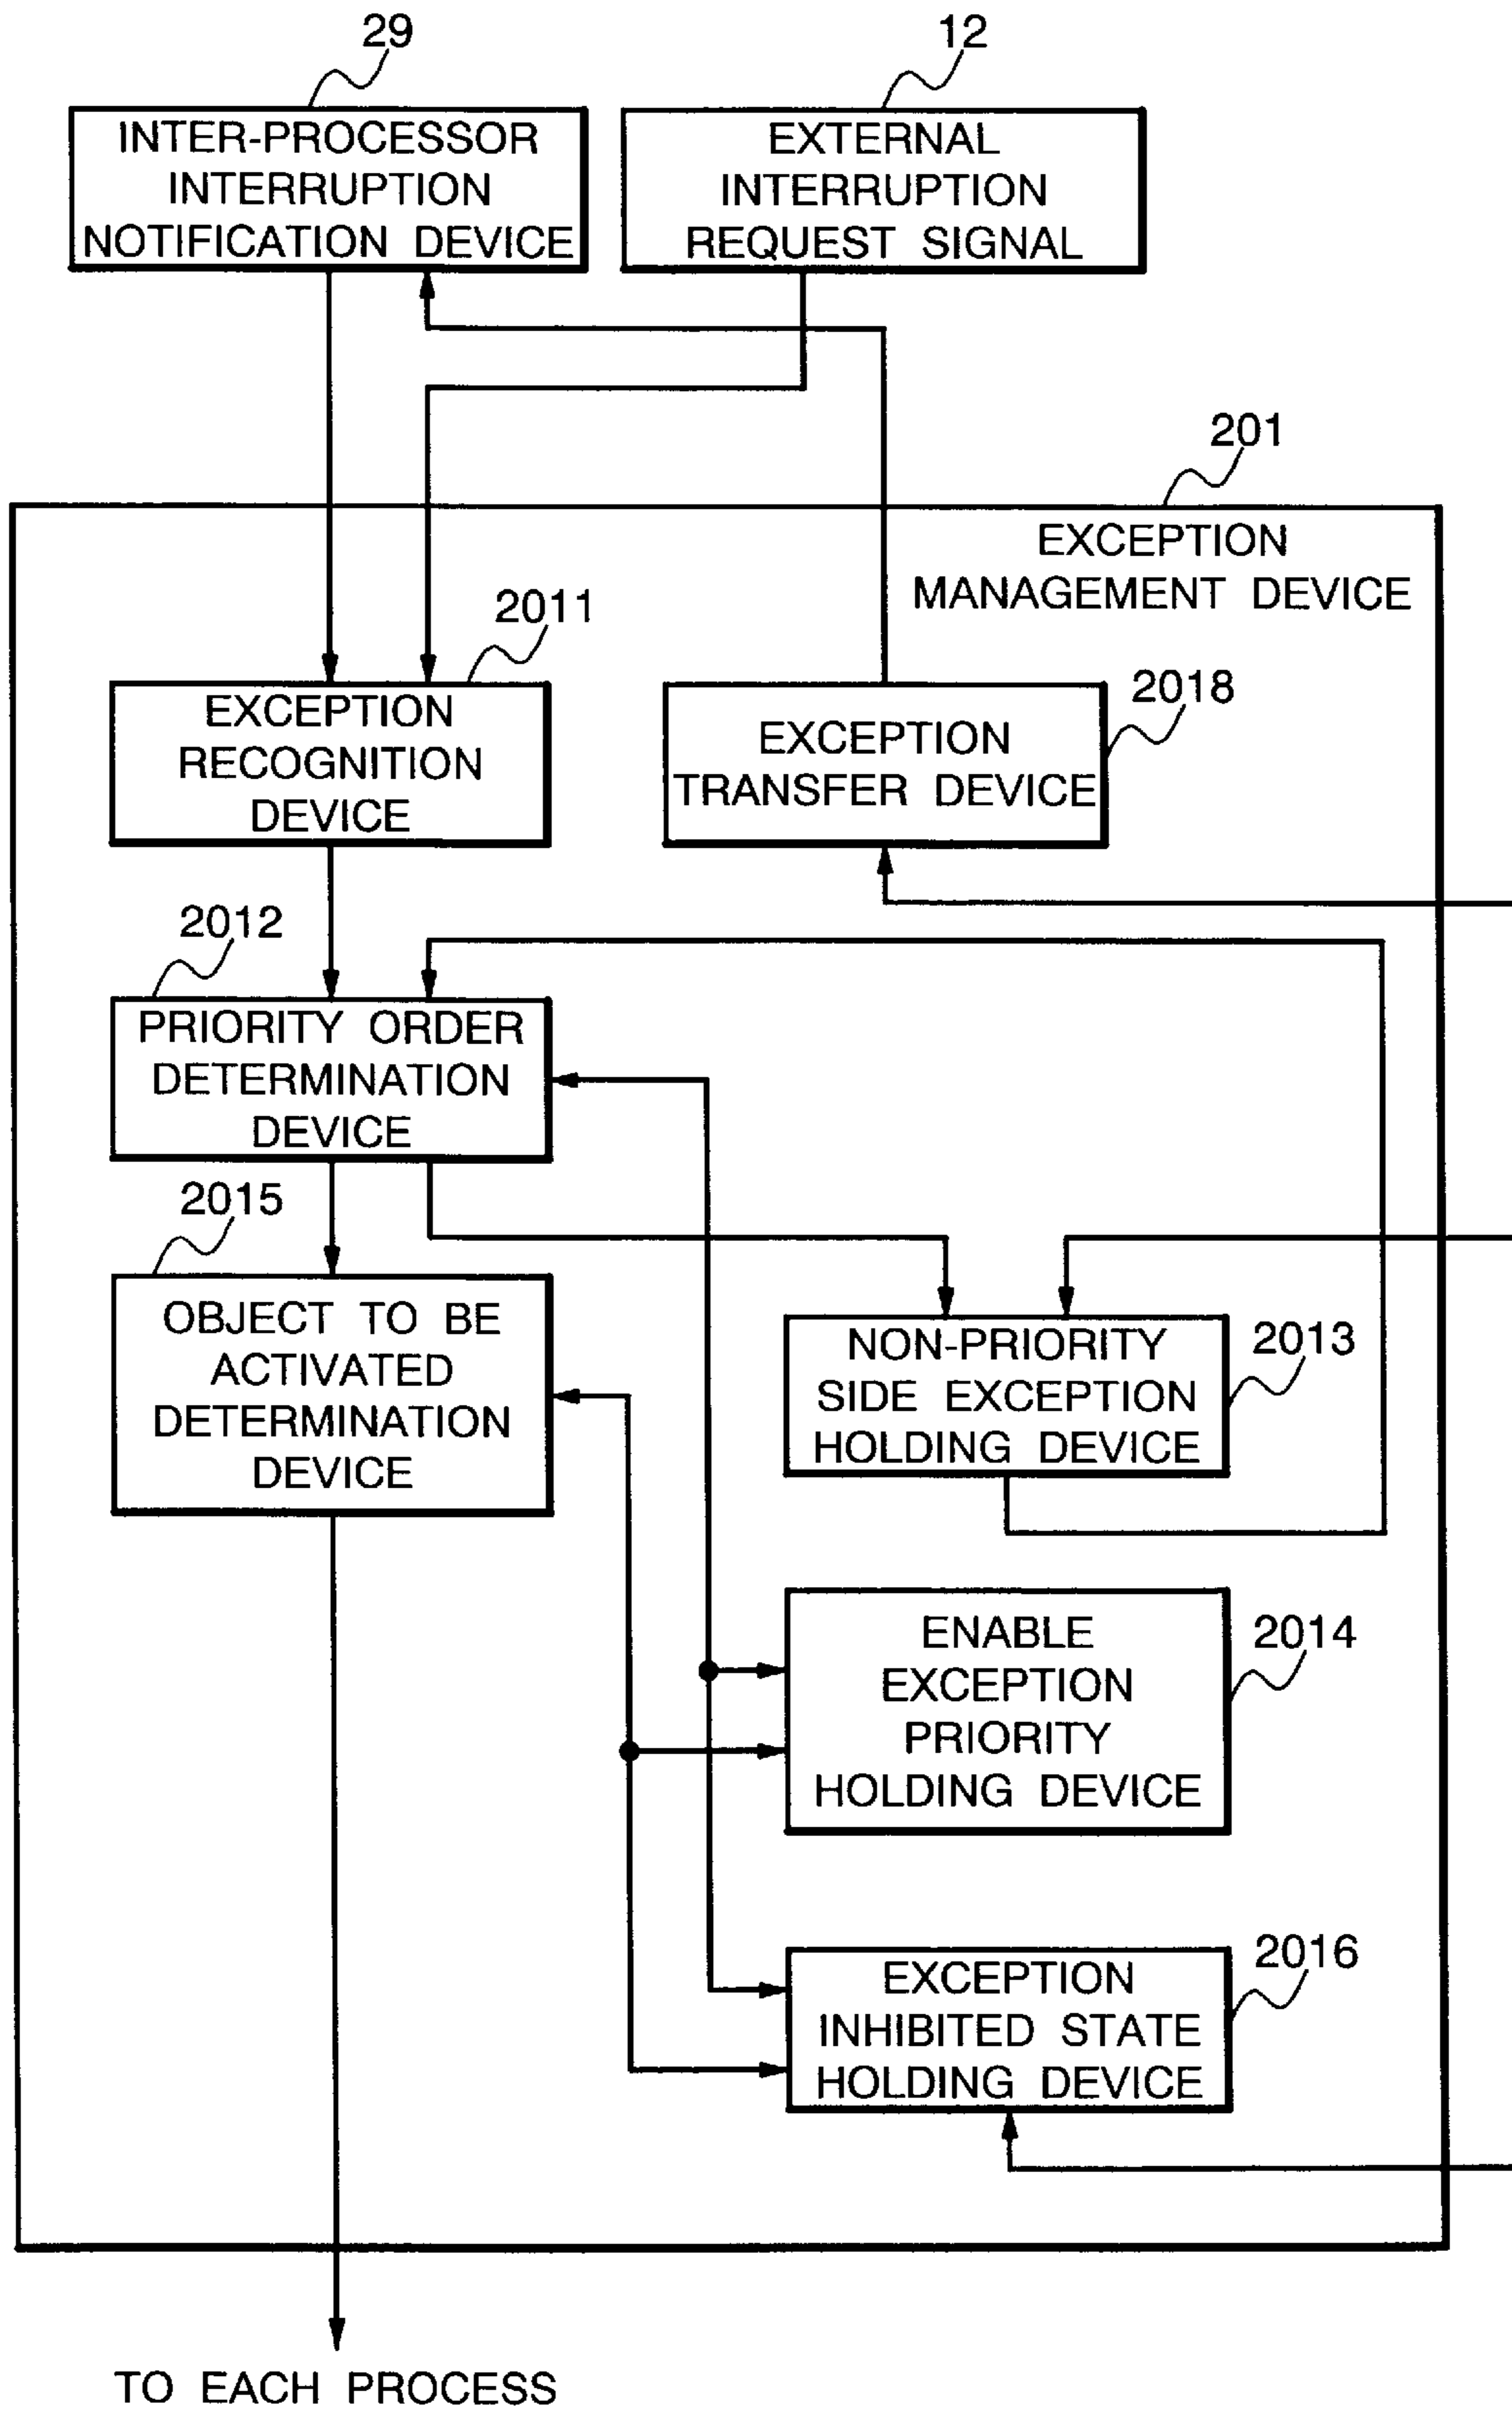 29
12
INTER-PROCESSOR
INTERRUPTION
NOTIFICATION DEVICE
EXTERNAL
INTERRUPTION
REQUEST SIGNAL
201
EXCEPTION
MANAGEMENT DEVICE
2011
EXCEPTION
RECOGNITION
DEVICE
2018
EXCEPTION
TRANSFER DEVICE
2012
PRIORITY ORDER
DETERMINATION
DEVICE
2015
OBJECT TO BE
ACTIVATED
DETERMINATION
DEVICE
2013
NON-PRIORITY
SIDE EXCEPTION
HOLDING DEVICE
2014
ENABLE
EXCEPTION
PRIORITY
HOLDING DEVICE
2016
EXCEPTION
INHIBITED STATE
HOLDING DEVICE
TO EACH PROCESS